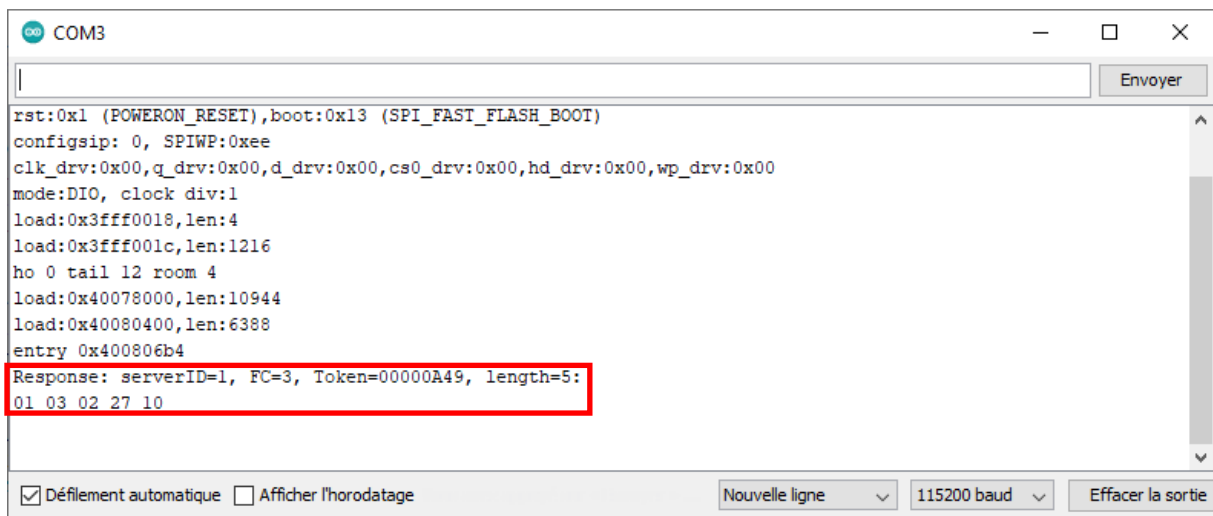 COM3
Envoyer
rst:0x1 (POWERON_RESET),boot:0x13 (SPI_FAST_FLASH_BOOT)
configsip: 0, SPIWP:0xee
clk_drv:0x00,q_drv:0x00,d_drv:0x00,cs0_drv:0x00,hd_drv:0x00,wp_drv:0x00
mode:DIO, clock div:1
load:0x3fff0018,len:4
load:0x3fff001c,len:1216
ho 0 tail 12 room 4
load:0x40078000,len:10944
load:0x40080400,len:6388
entry 0x400806b4
Response: serverID=1, FC=3, Token=00000A49, length=5:
01 03 02 27 10
Défilement automatique Afficher l'horodatage Nouvelle ligne 115200 baud Effacer la sortie